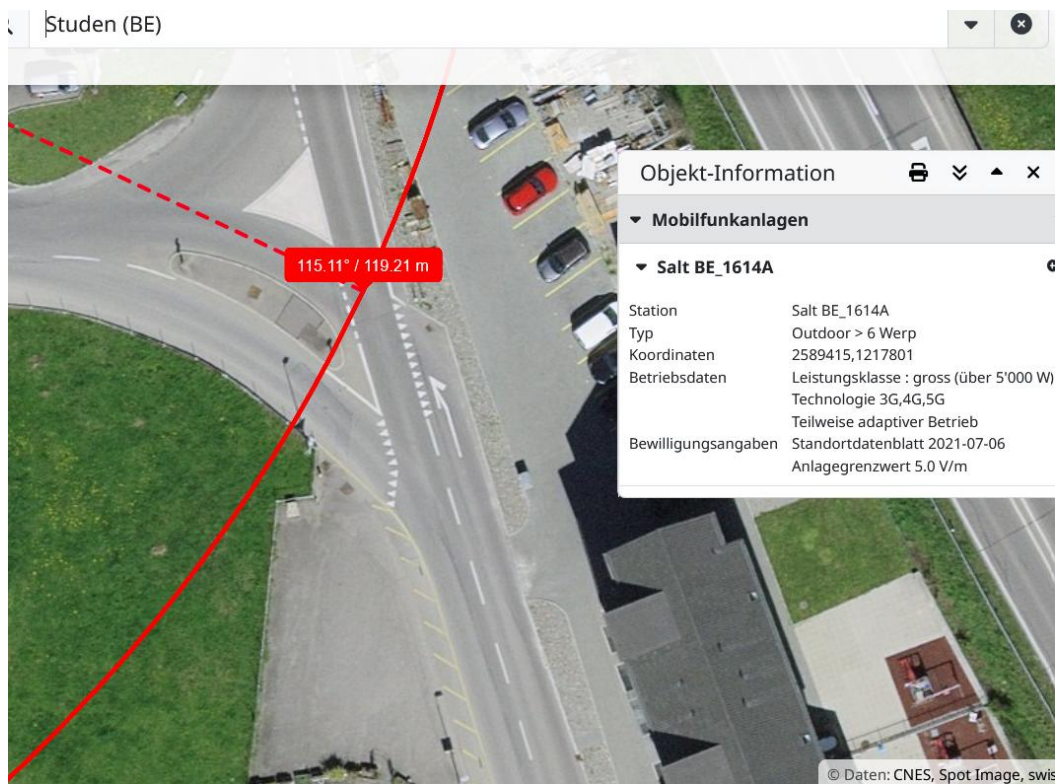 Studen (BE)
115.11° / 119.21 m
Objekt-Information
Mobilfunkanlagen
Salt BE_1614A
Station Salt BE_1614A
Typ Outdoor > 6 Werp
Koordinaten 2589415,1217801
Betriebsdaten Leistungsklasse : gross (über 5'000 W)
Technologie 3G,4G,5G
Teilweise adaptiver Betrieb
Bewilligungsangaben Standortdatenblatt 2021-07-06
Anlagegrenzwert 5.0 V/m
© Daten: CNES, Spot Image, swis